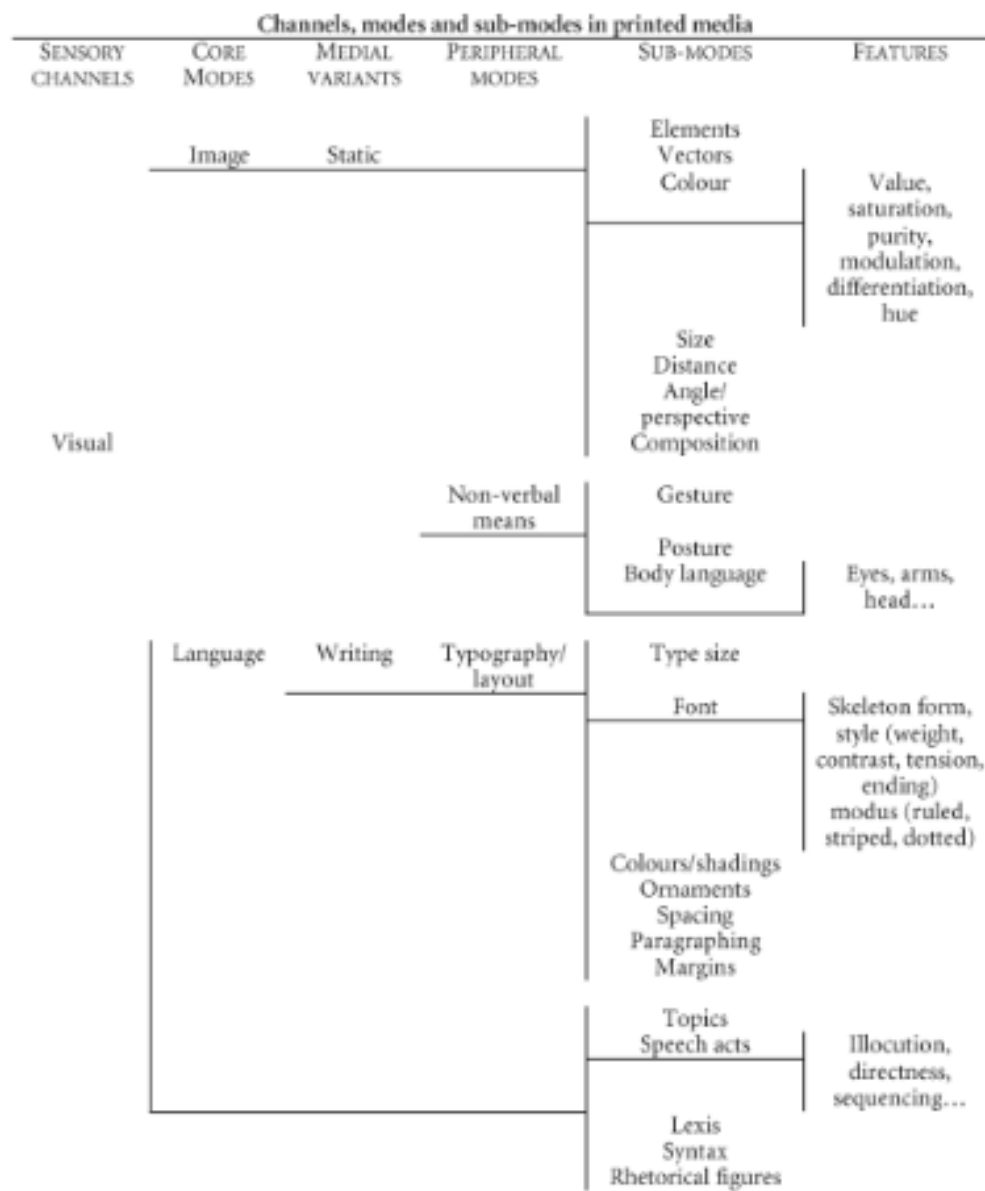 Channels, modes and sub-modes in printed media
SENSORY CHANNELS CORE MODES MEDIAL VARIANTS PERIPHERAL MODES SUB-MODES FEATURES
Image Static
Elements
Vectors
Colour
Value,
saturation,
purity,
modulation,
differentiation,
hue
Size
Distance
Angle/
perspective
Composition
Visual
Non-verbal
means
Gesture
Posture
Body language
Eyes, arms,
head...
Language Writing Typography/
layout
Type size
Font
Skeleton form,
style (weight,
contrast, tension,
ending)
modus (ruled,
striped, dotted)
Colours/shadings
Ornaments
Spacing
Paragraphing
Margins
Topics
Speech acts
Illocution,
directness,
sequencing...
Lexis
Syntax
Rhetorical figures